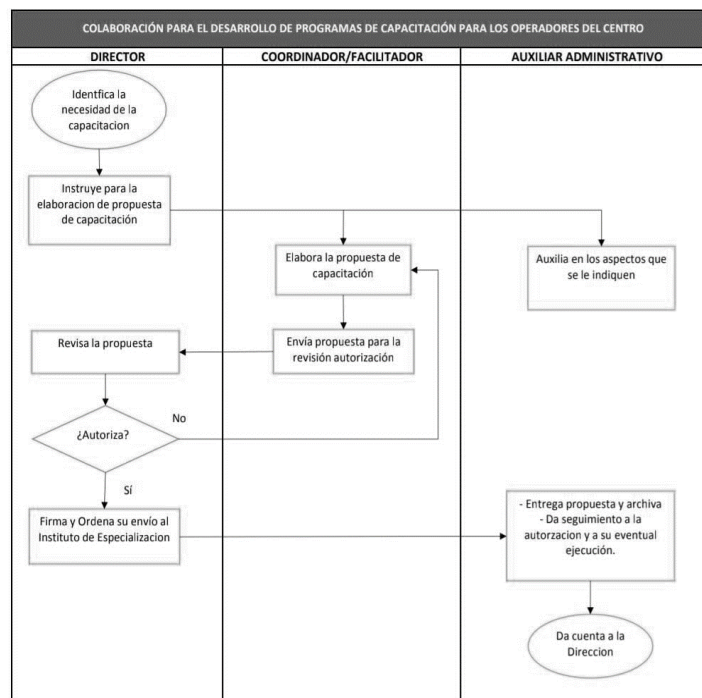 COLABORACIÓN PARA EL DESARROLLO DE PROGRAMAS DE CAPACITACIÓN PARA LOS OPERADORES DEL CENTRO
DIRECTOR
COORDINADOR/FACILITADOR
AUXILIAR ADMINISTRATIVO
Identfica la
necesidad de la
capacitacion
Instruye para la
elaboracion de propuesta
de capacitación
Elabora la propuesta de
capacitación
Auxilia en los aspectos que
se le indiquen
Envía propuesta para la
revisión autorización
Revisa la propuesta
¿Autoriza?
No
Sí
Firma y Ordena su envío al
Instituto de Especializacion
- Entrega propuesta y archiva
- Da seguimiento a la
autorzacion y a su eventual
ejecución.
Da cuenta a la
Direccion